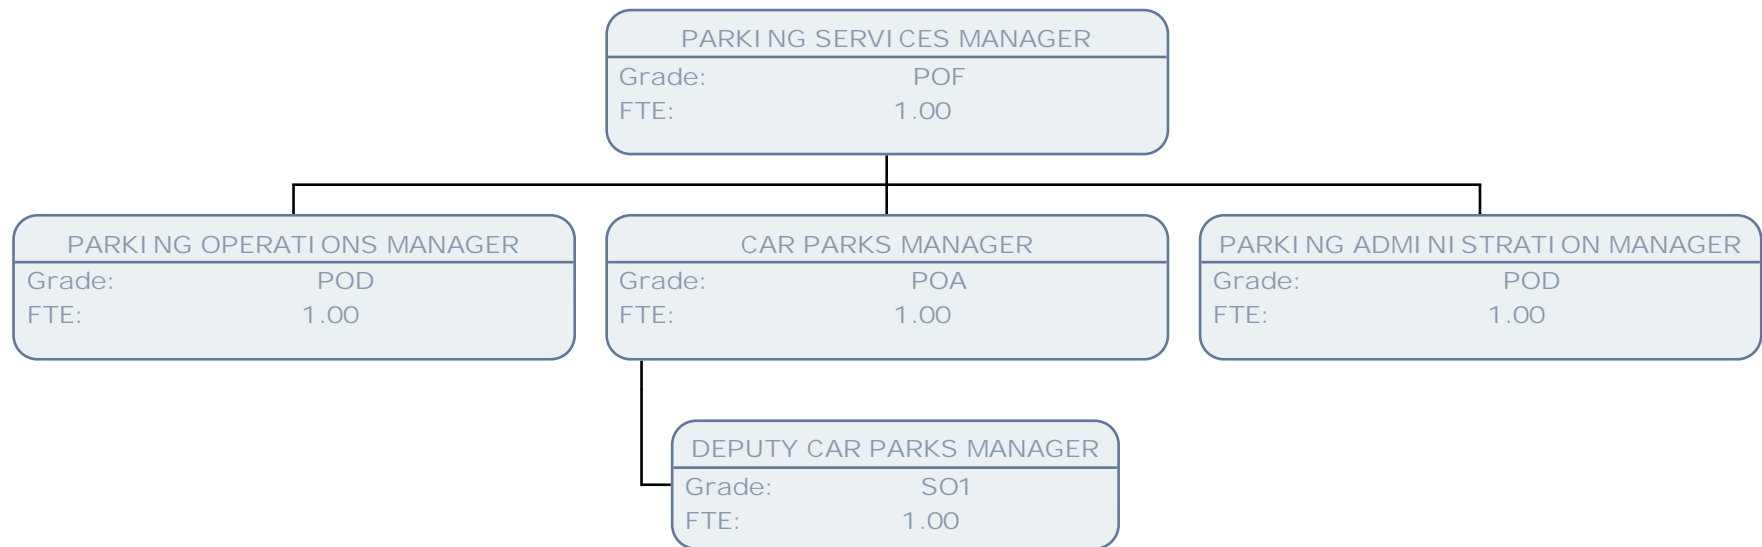 PARKING SERVICES MANAGER
Grade: POF
FTE: 1.00
PARKING OPERATIONS MANAGER
Grade: POD
FTE: 1.00
CAR PARKS MANAGER
Grade: POA
FTE: 1.00
PARKING ADMINISTRATION MANAGER
Grade: POD
FTE: 1.00
DEPUTY CAR PARKS MANAGER
Grade: SO1
FTE: 1.00